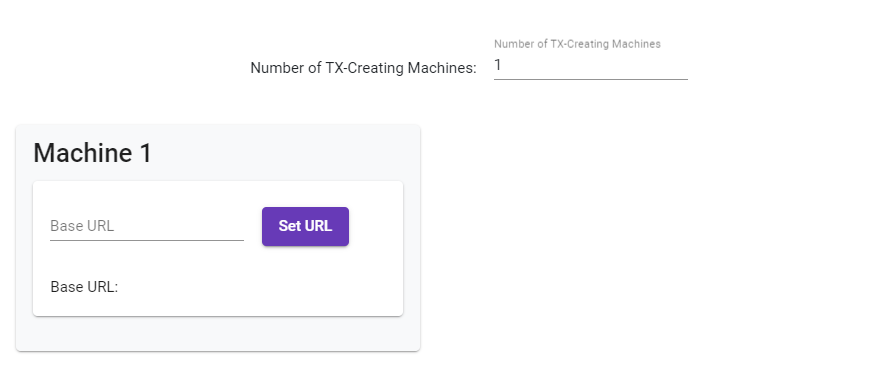 Number of TX-Creating Machines
Number of TX-Creating Machines: 1
Machine 1
Base URL Set URL
Base URL: